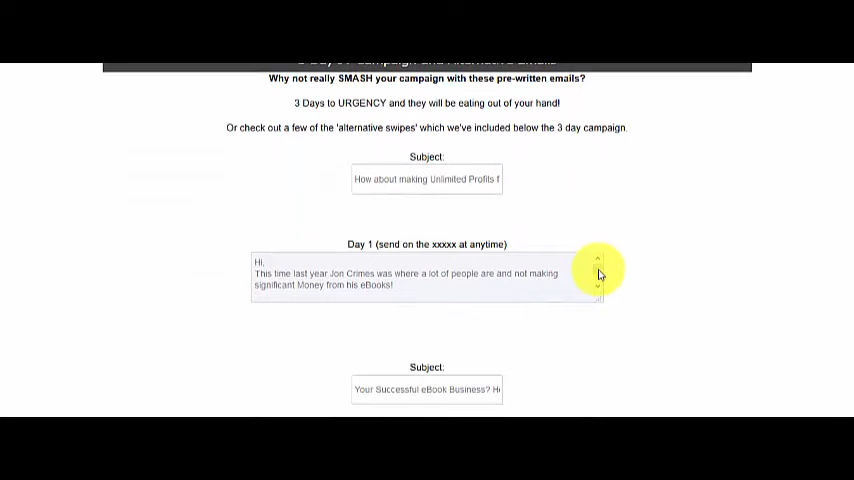 Why not really SMASH your campaign with these pre-written emails?
3 Days to URGENCY and they will be eating out of your hand!
Or check out a few of the 'alternative swipes' which we've included below the 3 day campaign.
Subject:
How about making Unlimited Profits f
Day 1 (send on the xxxxx at anytime)
Hi,
This time last year Jon Crimes was where a lot of people are and not making
significant Money from his eBooks!
Subject:
Your Successful eBook Business? H